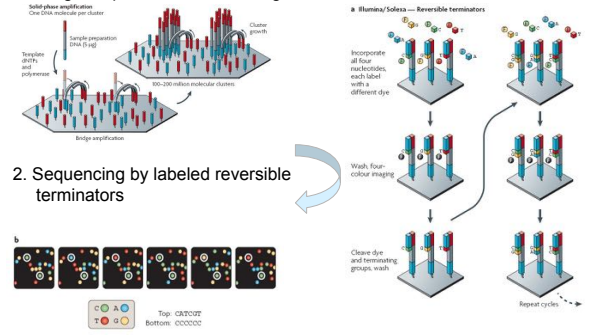 Solid-phase amplification
One DNA molecule per cluster
Sample preparation
DNA (5 µg)
Template
dNTPs
and
polymerase
Cluster
growth
100–200 million molecular clusters
Bridge amplification
2. Sequencing by labeled reversible
terminators
b
C A
T G
Top: CATCGT
Bottom: CCCCCC
a Illumina/Solexa — Reversible terminators
Incorporate
all four
nucleotides,
each label
with a
different dye
Wash, four-
colour imaging
Cleave dye
and terminating
groups, wash
Repeat cycles